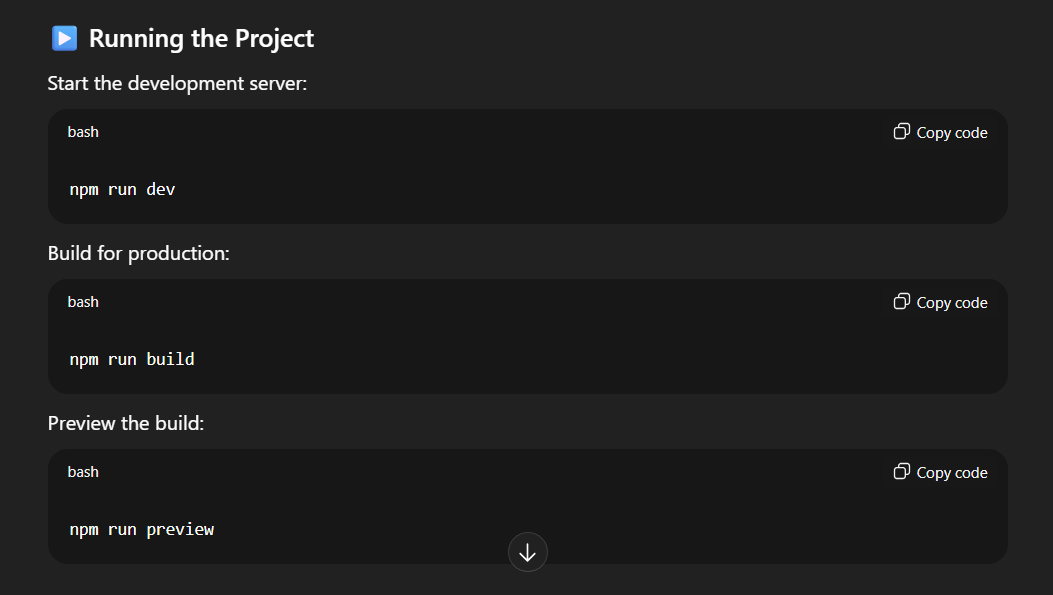 Running the Project
Start the development server:
bash
Copy code
npm run dev
Build for production:
bash
Copy code
npm run build
Preview the build:
bash
Copy code
npm run preview